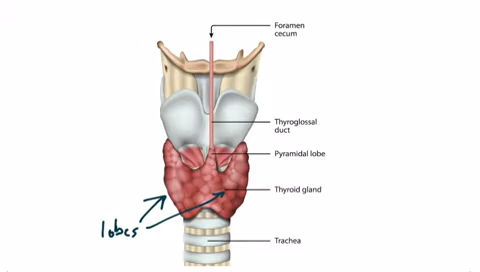 Foramen
cecum
Thyroglossal
duct
Pyramidal lobe
Thyroid gland
lobes
Trachea